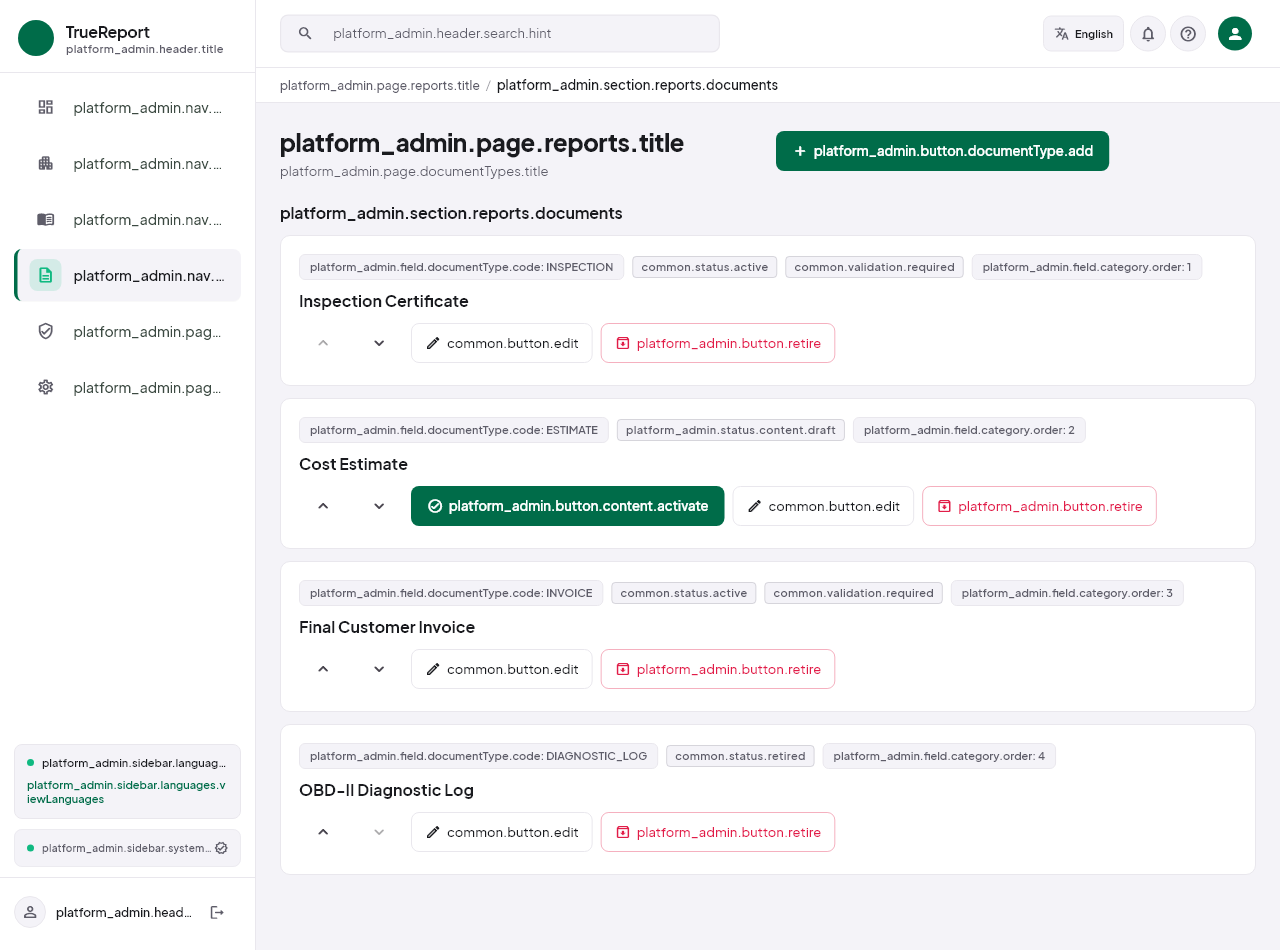 TrueReport
platform_admin.header.title
platform_admin.header.search.hint
English
platform_admin.page.reports.title / platform_admin.section.reports.documents
platform_admin.nav....
platform_admin.nav....
platform_admin.nav....
platform_admin.nav....
platform_admin.pag...
platform_admin.pag...
platform_admin.sidebar.languag...
platform_admin.sidebar.languages.v
iewLanguages
platform_admin.sidebar.system...
platform_admin.head...
platform_admin.page.reports.title
platform_admin.page.documentTypes.title
+ platform_admin.button.documentType.add
platform_admin.section.reports.documents
platform_admin.field.documentType.code: INSPECTION common.status.active common.validation.required platform_admin.field.category.order: 1
Inspection Certificate
common.button.edit platform_admin.button.retire
platform_admin.field.documentType.code: ESTIMATE platform_admin.status.content.draft platform_admin.field.category.order: 2
Cost Estimate
platform_admin.button.content.activate common.button.edit platform_admin.button.retire
platform_admin.field.documentType.code: INVOICE common.status.active common.validation.required platform_admin.field.category.order: 3
Final Customer Invoice
common.button.edit platform_admin.button.retire
platform_admin.field.documentType.code: DIAGNOSTIC_LOG common.status.retired platform_admin.field.category.order: 4
OBD-II Diagnostic Log
common.button.edit platform_admin.button.retire